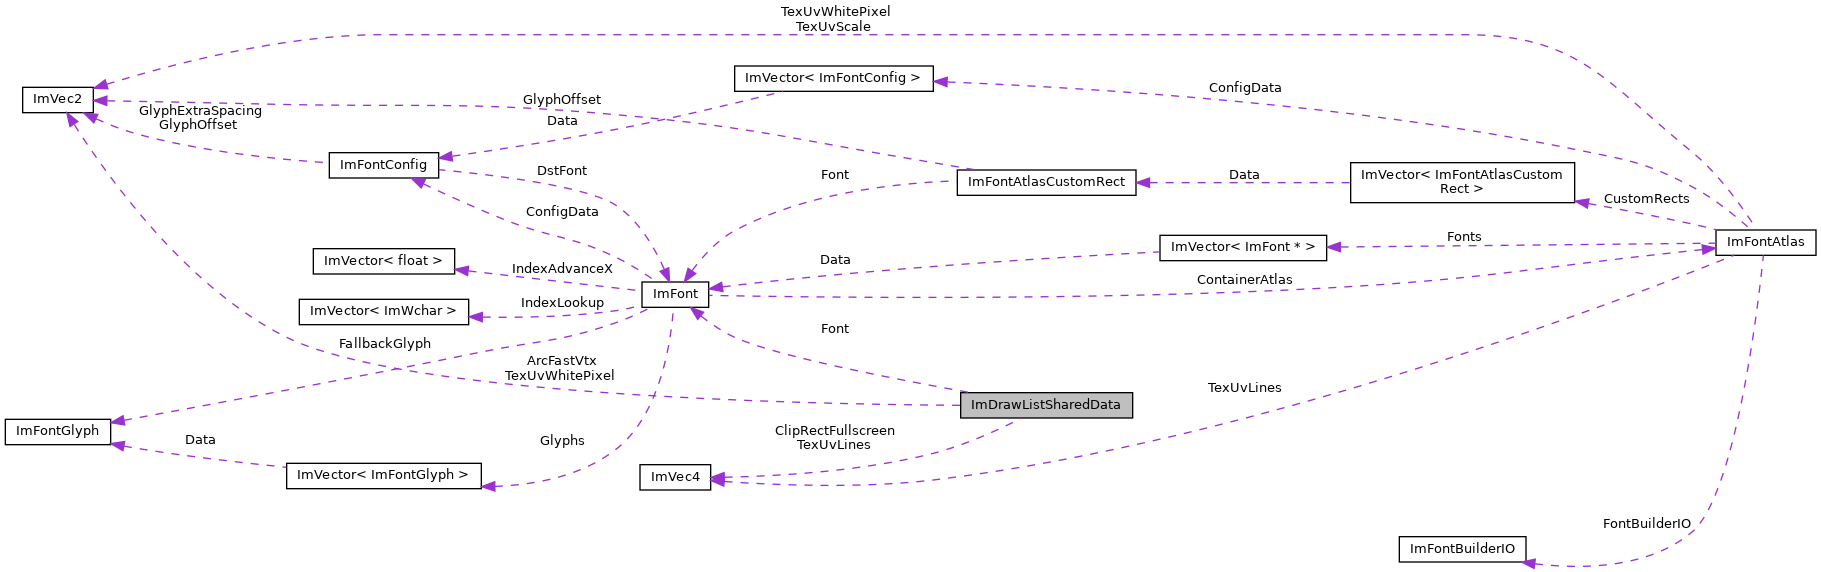 TexUvWhitePixel
TexUvScale
ImVector< ImFontConfig >
ConfigData
ImVec2
GlyphOffset
GlyphExtraSpacing
GlyphOffset
Data
ImFontConfig
DstFont
Font
ImFontAtlasCustomRect
Data
ImVector< ImFontAtlasCustom
Rect >
CustomRects
ConfigData
ImFontAtlas
Fonts
ImVector< ImFont * >
ImVector< float >
IndexAdvanceX
Data
ImFont
ContainerAtlas
ImVector< ImWchar >
IndexLookup
Font
FallbackGlyph
ArcFastVtx
TexUvWhitePixel
TexUvLines
ImDrawListSharedData
ImFontGlyph
Data
Glyphs
ClipRectFullscreen
TexUvLines
ImVector< ImFontGlyph >
ImVec4
FontBuilderIO
ImFontBuilderIO